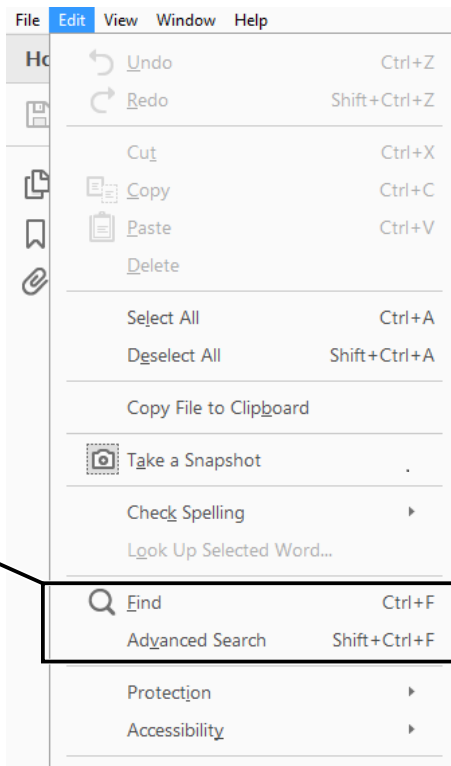 File Edit View Window Help
Ho
Undo Ctrl+Z
Redo Shift+Ctrl+Z
Cut Ctrl+X
Copy Ctrl+C
Paste Ctrl+V
Delete
Select All Ctrl+A
Deselect All Shift+Ctrl+A
Copy File to Clipboard
Take a Snapshot
Check Spelling
Look Up Selected Word...
Find Ctrl+F
Advanced Search Shift+Ctrl+F
Protection
Accessibility